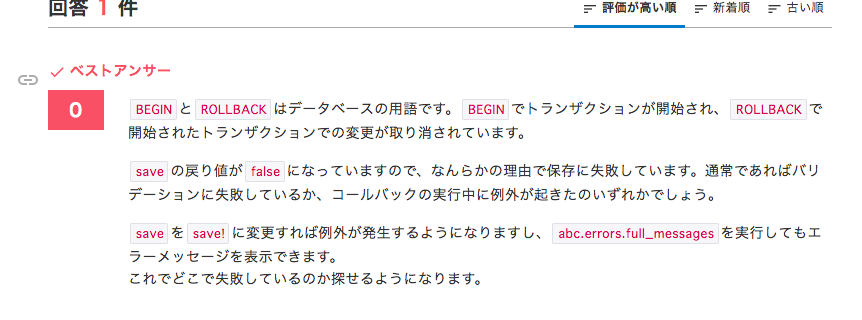 回答 1 件
評価が高い順 新着順 古い順
ベストアンサー
0
BEGIN と ROLLBACK はデータベースの用語です。 BEGIN でトランザクションが開始され、 ROLLBACK で
開始されたトランザクションでの変更が取り消されています。
save の戻り値が false になっていますので、なんらかの理由で保存に失敗しています。通常であればバリ
デーションに失敗しているか、コールバックの実行中に例外が起きたのいずれかでしょう。
save を save! に変更すれば例外が発生するようになりますし、 abc.errors.full_messages を実行してもエ
ラーメッセージを表示できます。
これでどこで失敗しているのか探せるようになります。